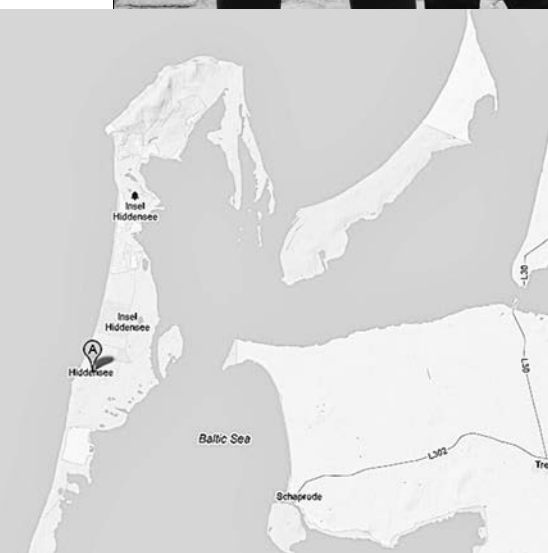 Insel
Hiddensee
L30
Insel
Hiddensee
A
Hiddensee
L30
Baltic Sea
L302
Tre
Schaprode